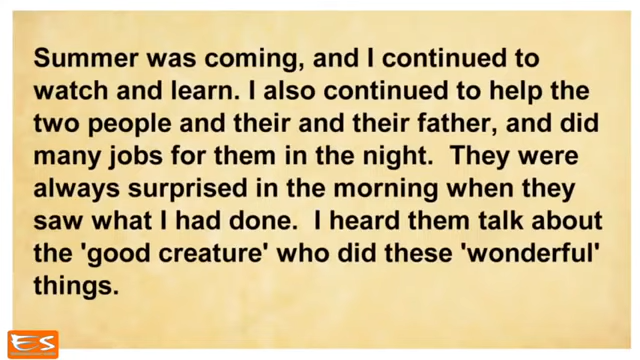 Summer was coming, and I continued to
watch and learn. I also continued to help the
two people and their and their father, and did
many jobs for them in the night.  They were
always surprised in the morning when they
saw what I had done.  I heard them talk about
the 'good creature' who did these 'wonderful'
things.
ES